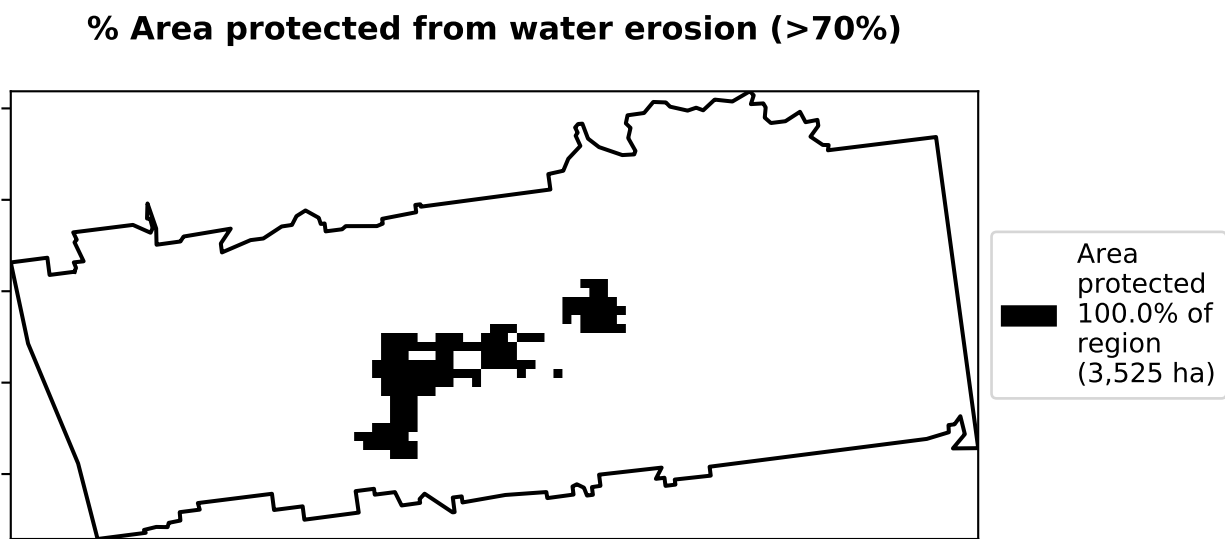 % Area protected from water erosion (>70%)
Area
protected
100.0% of
region
(3,525 ha)